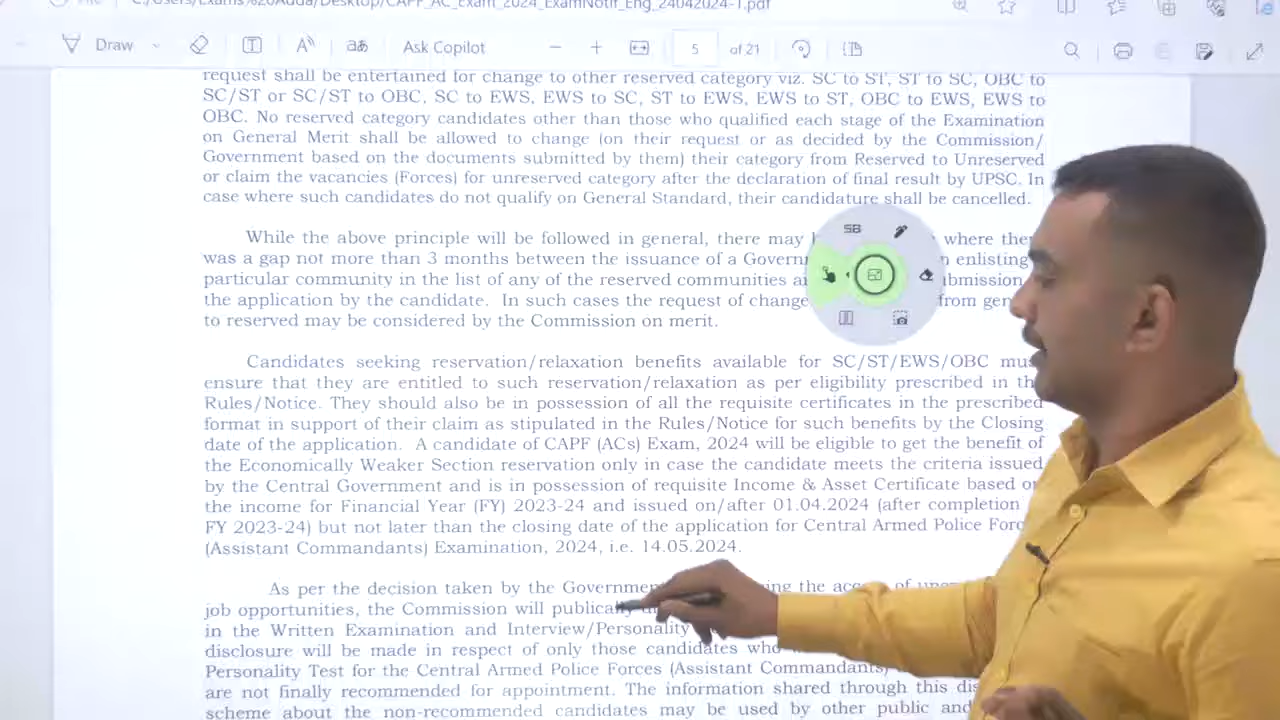 File | C:/Users/Exams%20Adda/Desktop/CAPF_AC_Exam_2024_ExamNotif_Eng_24042024-1.pdf
Draw aあ Ask Copilot 5 of 21
request shall be entertained for change to other reserved category viz. SC to ST, ST to SC, OBC to
SC/ST or SC/ST to OBC, SC to EWS, EWS to SC, ST to EWS, EWS to ST, OBC to EWS, EWS to
OBC. No reserved category candidates other than those who qualified each stage of the Examination
on General Merit shall be allowed to change (on their request or as decided by the Commission/
Government based on the documents submitted by them) their category from Reserved to Unreserved
or claim the vacancies (Forces) for unreserved category after the declaration of final result by UPSC. In
case where such candidates do not qualify on General Standard, their candidature shall be cancelled.
While the above principle will be followed in general, there may where
was a gap not more than 3 months between the issuance of a enlisting
particular community in the list of any of the reserved communities
the application by the candidate. In such cases the request of change from
to reserved may be considered by the Commission on merit.
SB
Candidates seeking reservation/relaxation benefits available for SC/ST/EWS/OBC
ensure that they are entitled to such reservation/relaxation as per eligibility prescribed in
Rules/Notice. They should also be in possession of all the requisite certificates in the prescribed
format in support of their claim as stipulated in the Rules/Notice for such benefits by the Closing
date of the application. A candidate of CAPF (ACs) Exam, 2024 will be eligible to get the benefit of
the Economically Weaker Section reservation only in case the candidate meets the criteria issued
by the Central Government and is in possession of requisite Income & Asset Certificate based on
the income for Financial Year (FY) 2023-24 and issued on/after 01.04.2024 (after completion
FY 2023-24) but not later than the closing date of the application for Central Armed Police
(Assistant Commandants) Examination, 2024, i.e. 14.05.2024.
As per the decision taken by the Government the of
job opportunities, the Commission will
in the Written Examination and Interview/Personality
disclosure will be made in respect of only those candidates
Personality Test for the Central Armed Police Forces (Assistant Commandants)
are not finally recommended for appointment. The information shared through this
scheme about the non-recommended candidates may be used by other public and